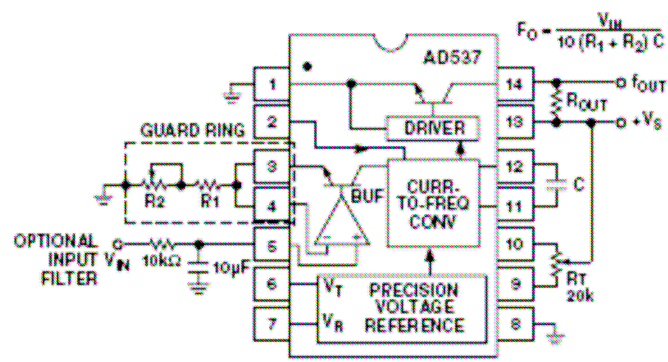 F_O = V_IN / 10 (R_1 + R_2) C
AD537
1
14
f_OUT
R_OUT
2
DRIVER
13
+V_S
GUARD RING
3
12
R2
R1
BUF
CURR-
TO-FREQ
CONV
C
4
11
OPTIONAL
INPUT
FILTER
V_IN
10kΩ
10µF
5
+
10
R_T
20k
6
V_T
PRECISION
VOLTAGE
REFERENCE
9
7
V_R
8